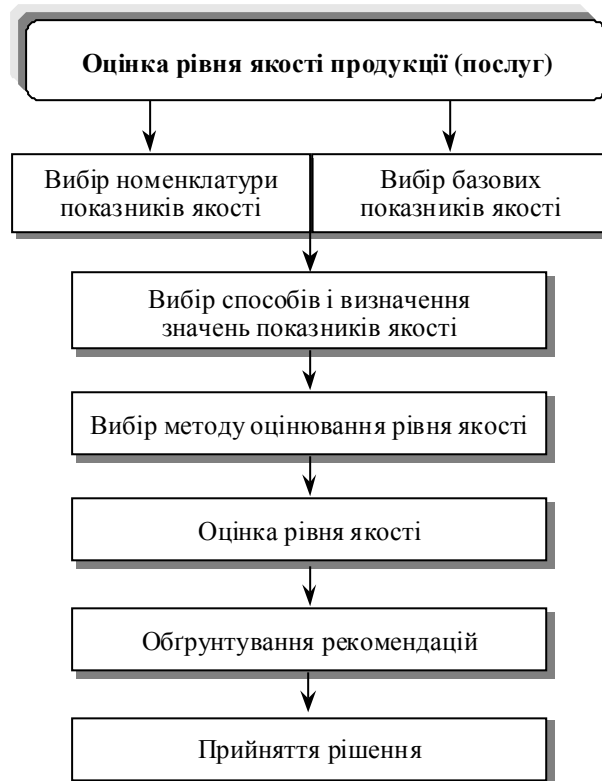 Оцінка рівня якості продукції (послуг)
Вибір номенклатури
показників якості
Вибір базових
показників якості
Вибір способів і визначення
значень показників якості
Вибір методу оцінювання рівня якості
Оцінка рівня якості
Обґрунтування рекомендацій
Прийняття рішення